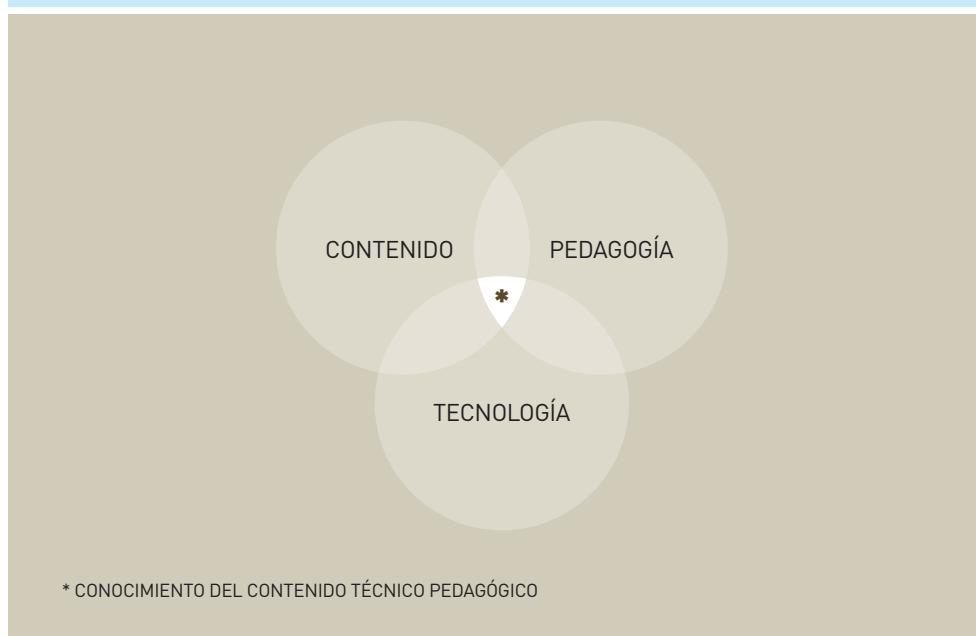 CONTENIDO
PEDAGOGÍA
*
TECNOLOGÍA
* CONOCIMIENTO DEL CONTENIDO TÉCNICO PEDAGÓGICO